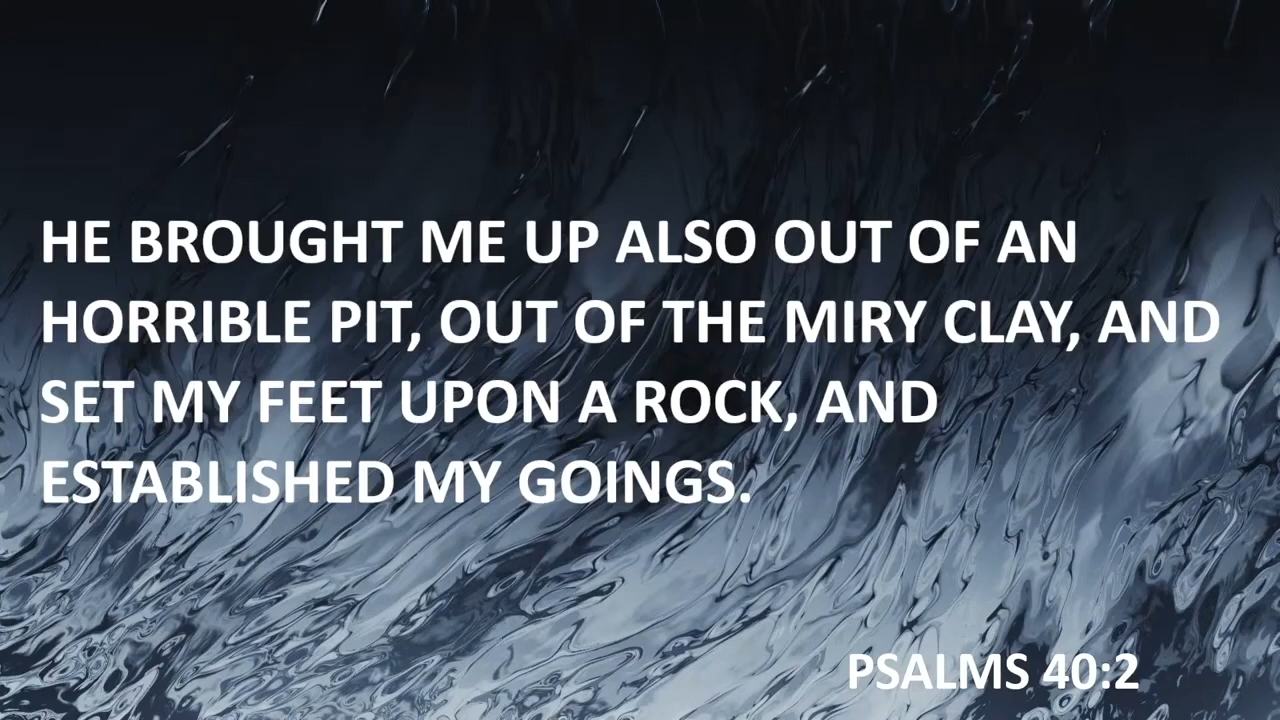 HE BROUGHT ME UP ALSO OUT OF AN
HORRIBLE PIT, OUT OF THE MIRY CLAY, AND
SET MY FEET UPON A ROCK, AND
ESTABLISHED MY GOINGS.
PSALMS 40:2